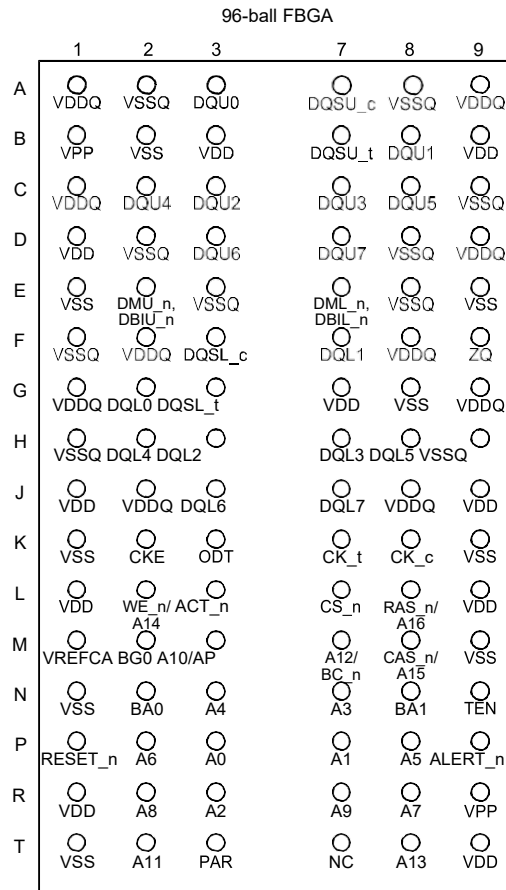 96-ball FBGA
1 2 3 7 8 9
A
VDDQ VSSQ DQU0 DQSU_c VSSQ VDDQ
B
VPP VSS VDD DQSU_t DQU1 VDD
C
VDDQ DQU4 DQU2 DQU3 DQU5 VSSQ
D
VDD VSSQ DQU6 DQU7 VSSQ VDDQ
E
VSS DMU_n, VSSQ DML_n, VSSQ VSS
DBIU_n DBIL_n
F
VSSQ VDDQ DQSL_c DQL1 VDDQ ZQ
G
VDDQ DQL0 DQSL_t VDD VSS VDDQ
H
VSSQ DQL4 DQL2 DQL3 DQL5 VSSQ
J
VDD VDDQ DQL6 DQL7 VDDQ VDD
K
VSS CKE ODT CK_t CK_c VSS
L
VDD WE_n/ ACT_n CS_n RAS_n/ VDD
A14 A16
M
VREFCA BG0 A10/AP A12/ CAS_n/ VSS
BC_n A15
N
VSS BA0 A4 A3 BA1 TEN
P
RESET_n A6 A0 A1 A5 ALERT_n
R
VDD A8 A2 A9 A7 VPP
T
VSS A11 PAR NC A13 VDD